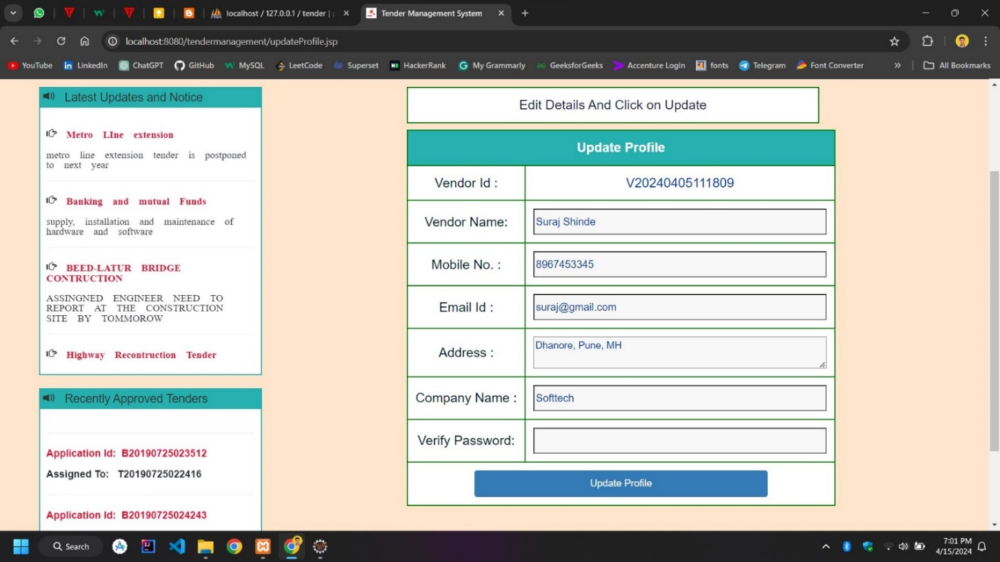 localhost / 127.0.0.1 / tender |
Tender Management System
localhost:8080/tendermanagement/updateProfile.jsp
YouTube LinkedIn ChatGPT GitHub MySQL LeetCode Superset HackerRank My Grammarly GeeksforGeeks Accenture Login fonts Telegram Font Converter » All Bookmarks
Latest Updates and Notice
Metro LIne extension
metro line extension tender is postponed
to next year
Banking and mutual Funds
supply, installation and maintenance of
hardware and software
BEED-LATUR BRIDGE
CONTRUCTION
ASSINGNED ENGINEER NEED TO
REPORT AT THE CONSTRUCTION
SITE BY TOMMOROW
Highway Recontruction Tender
Recently Approved Tenders
Application Id: B20190725023512
Assigned To: T20190725022416
Application Id: B20190725024243
Edit Details And Click on Update
Update Profile
Vendor Id : V20240405111809
Vendor Name: Suraj Shinde
Mobile No. : 8967453345
Email Id : suraj@gmail.com
Address : Dhanore, Pune, MH
Company Name : Softtech
Verify Password:
Update Profile
Search
7:01 PM
4/15/2024